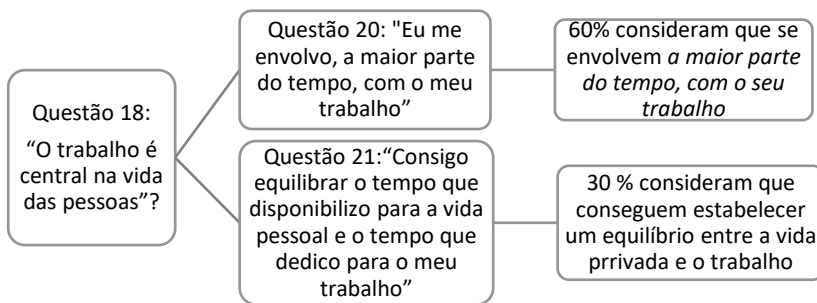 Questão 18:
“O trabalho é
central na vida
das pessoas”?
Questão 20: "Eu me
envolvo, a maior parte
do tempo, com o meu
trabalho”
60% consideram que se
envolvem a maior parte
do tempo, com o seu
trabalho
Questão 21:“Consigo
equilibrar o tempo que
disponibilizo para a vida
pessoal e o tempo que
dedico para o meu
trabalho”
30 % consideram que
conseguem estabelecer
um equilíbrio entre a vida
prrivada e o trabalho